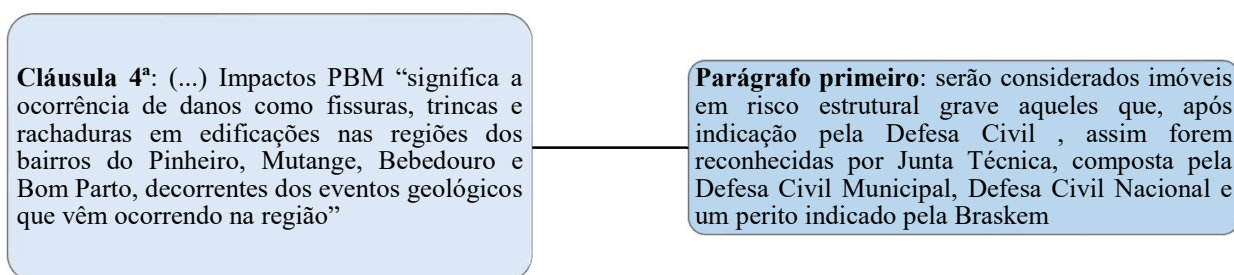 Cláusula 4ª: (...) Impactos PBM “significa a
ocorrência de danos como fissuras, trincas e
rachaduras em edificações nas regiões dos
bairros do Pinheiro, Mutange, Bebedouro e
Bom Parto, decorrentes dos eventos geológicos
que vêm ocorrendo na região”
Parágrafo primeiro: serão considerados imóveis
em risco estrutural grave aqueles que, após
indicação pela Defesa Civil , assim forem
reconhecidas por Junta Técnica, composta pela
Defesa Civil Municipal, Defesa Civil Nacional e
um perito indicado pela Braskem